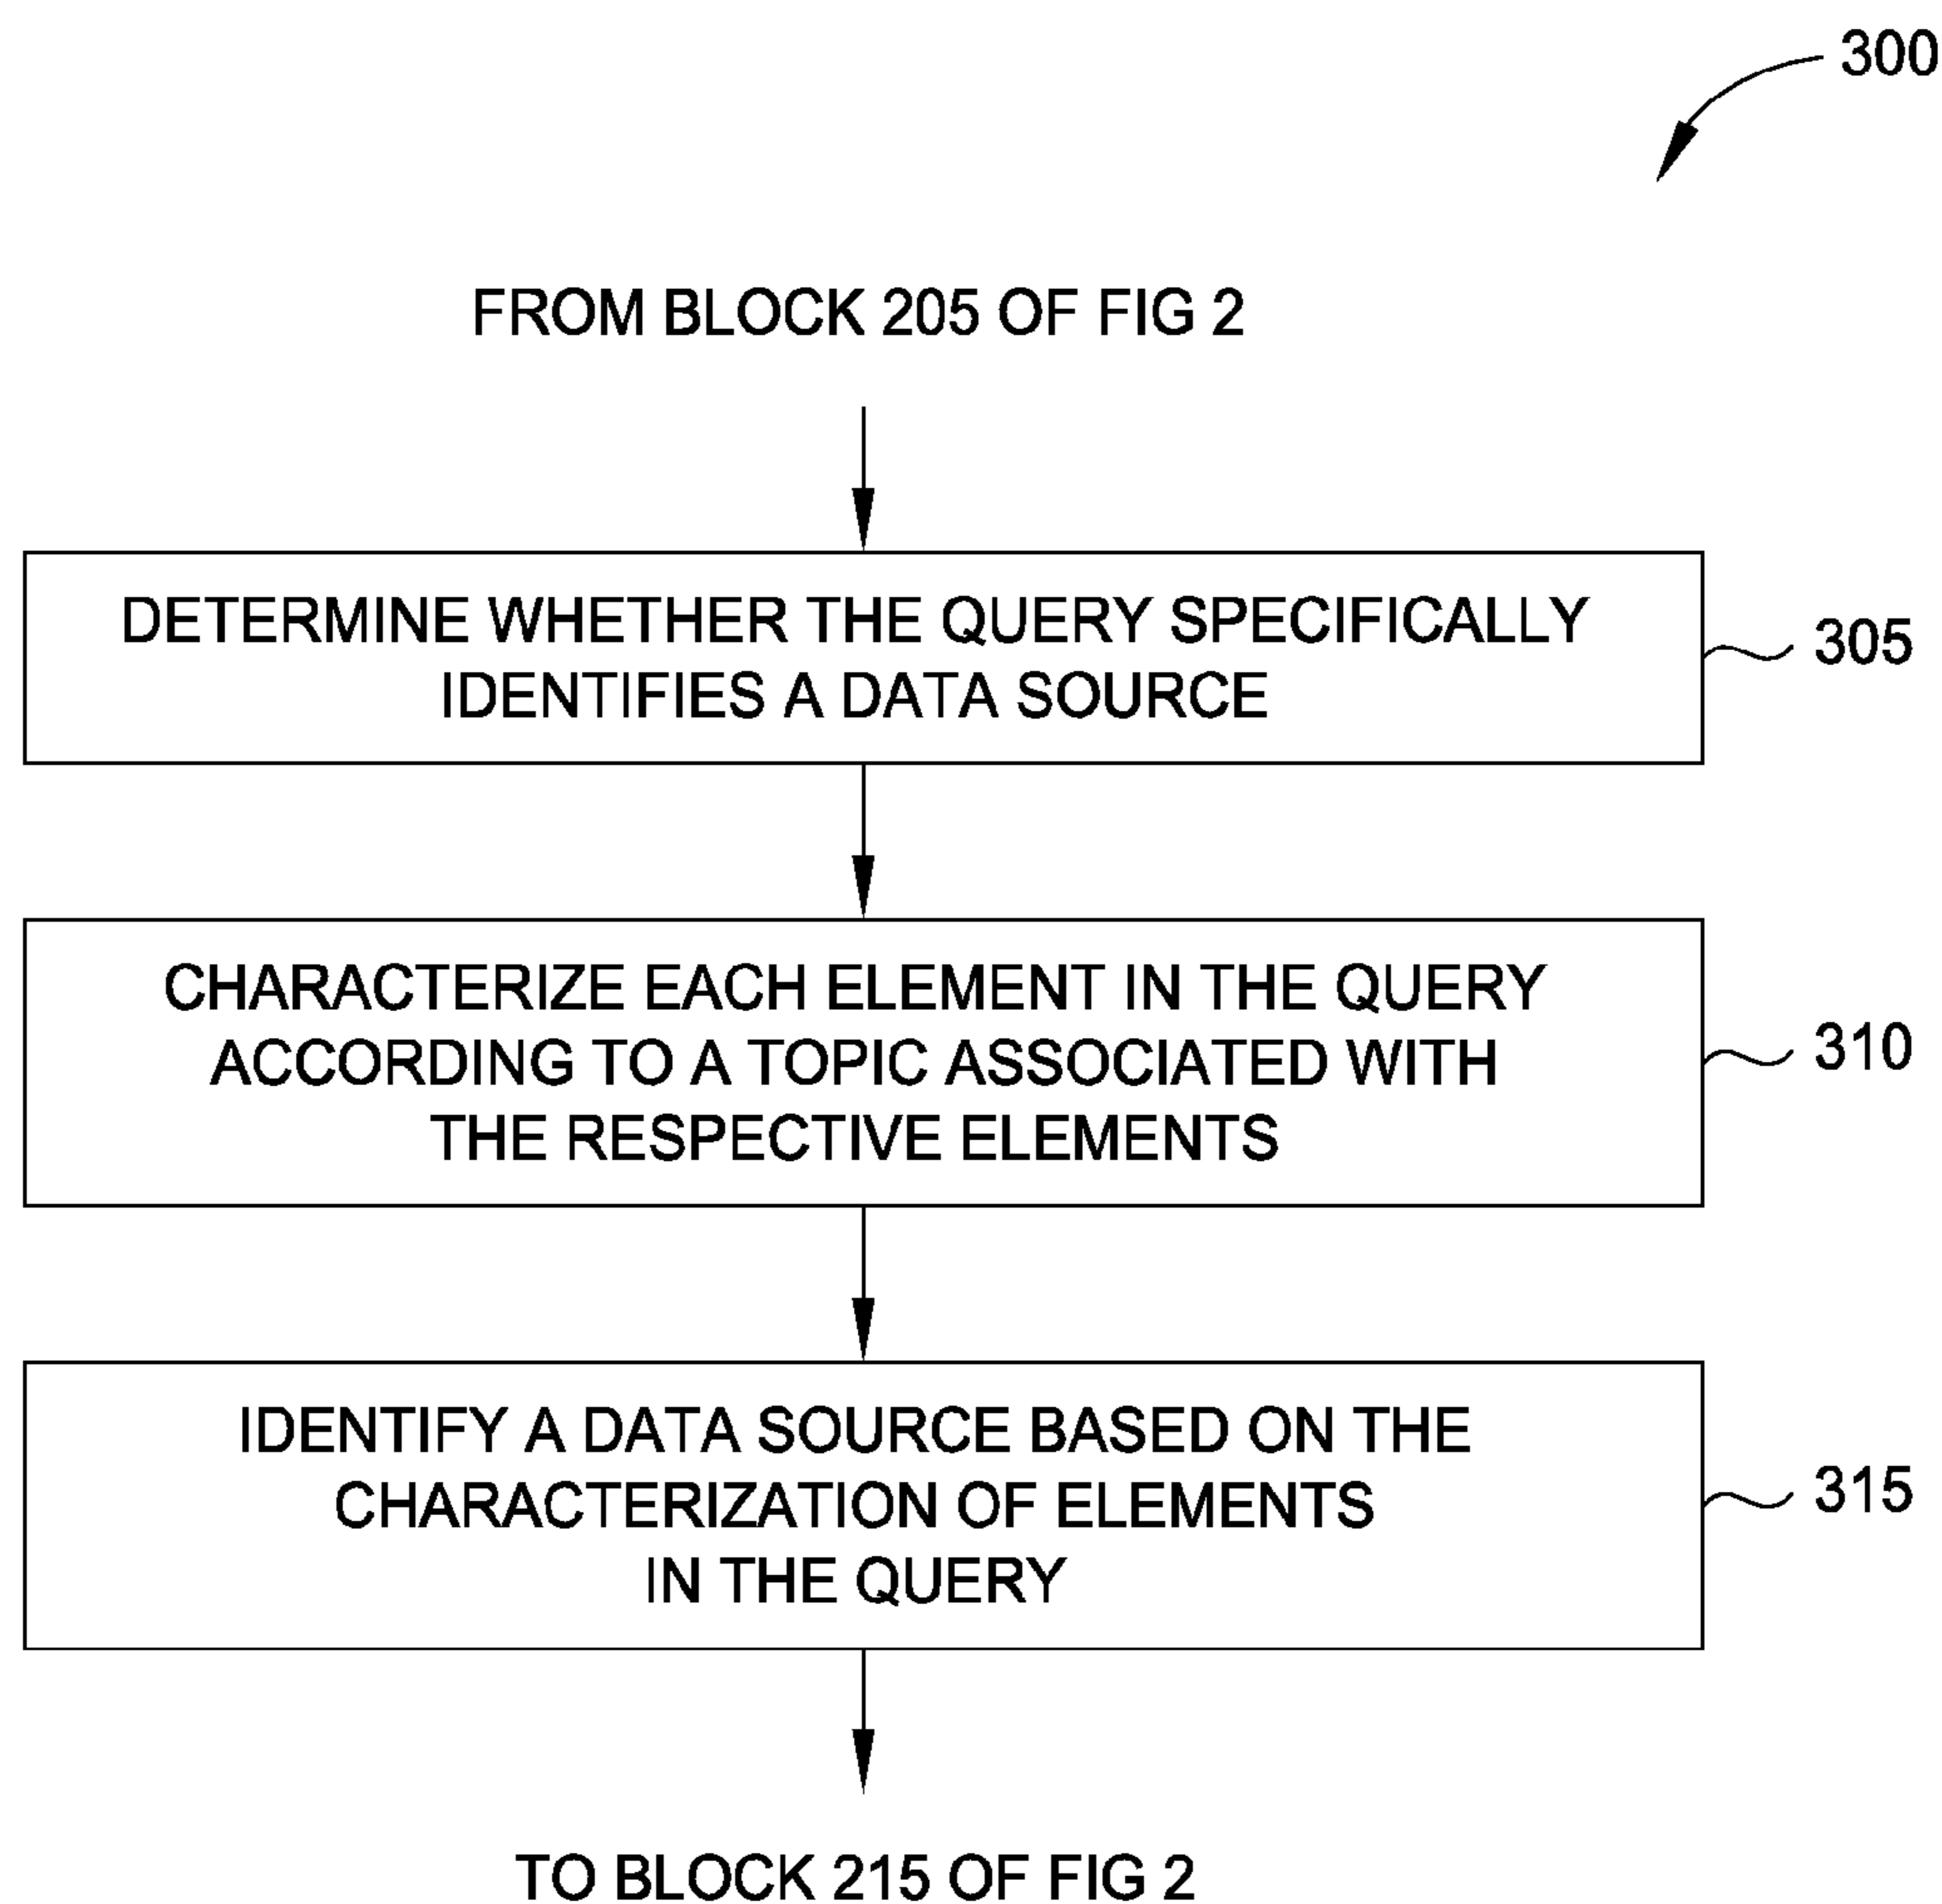 300
FROM BLOCK 205 OF FIG 2
DETERMINE WHETHER THE QUERY SPECIFICALLY
IDENTIFIES A DATA SOURCE
305
CHARACTERIZE EACH ELEMENT IN THE QUERY
ACCORDING TO A TOPIC ASSOCIATED WITH
THE RESPECTIVE ELEMENTS
310
IDENTIFY A DATA SOURCE BASED ON THE
CHARACTERIZATION OF ELEMENTS
IN THE QUERY
315
TO BLOCK 215 OF FIG 2